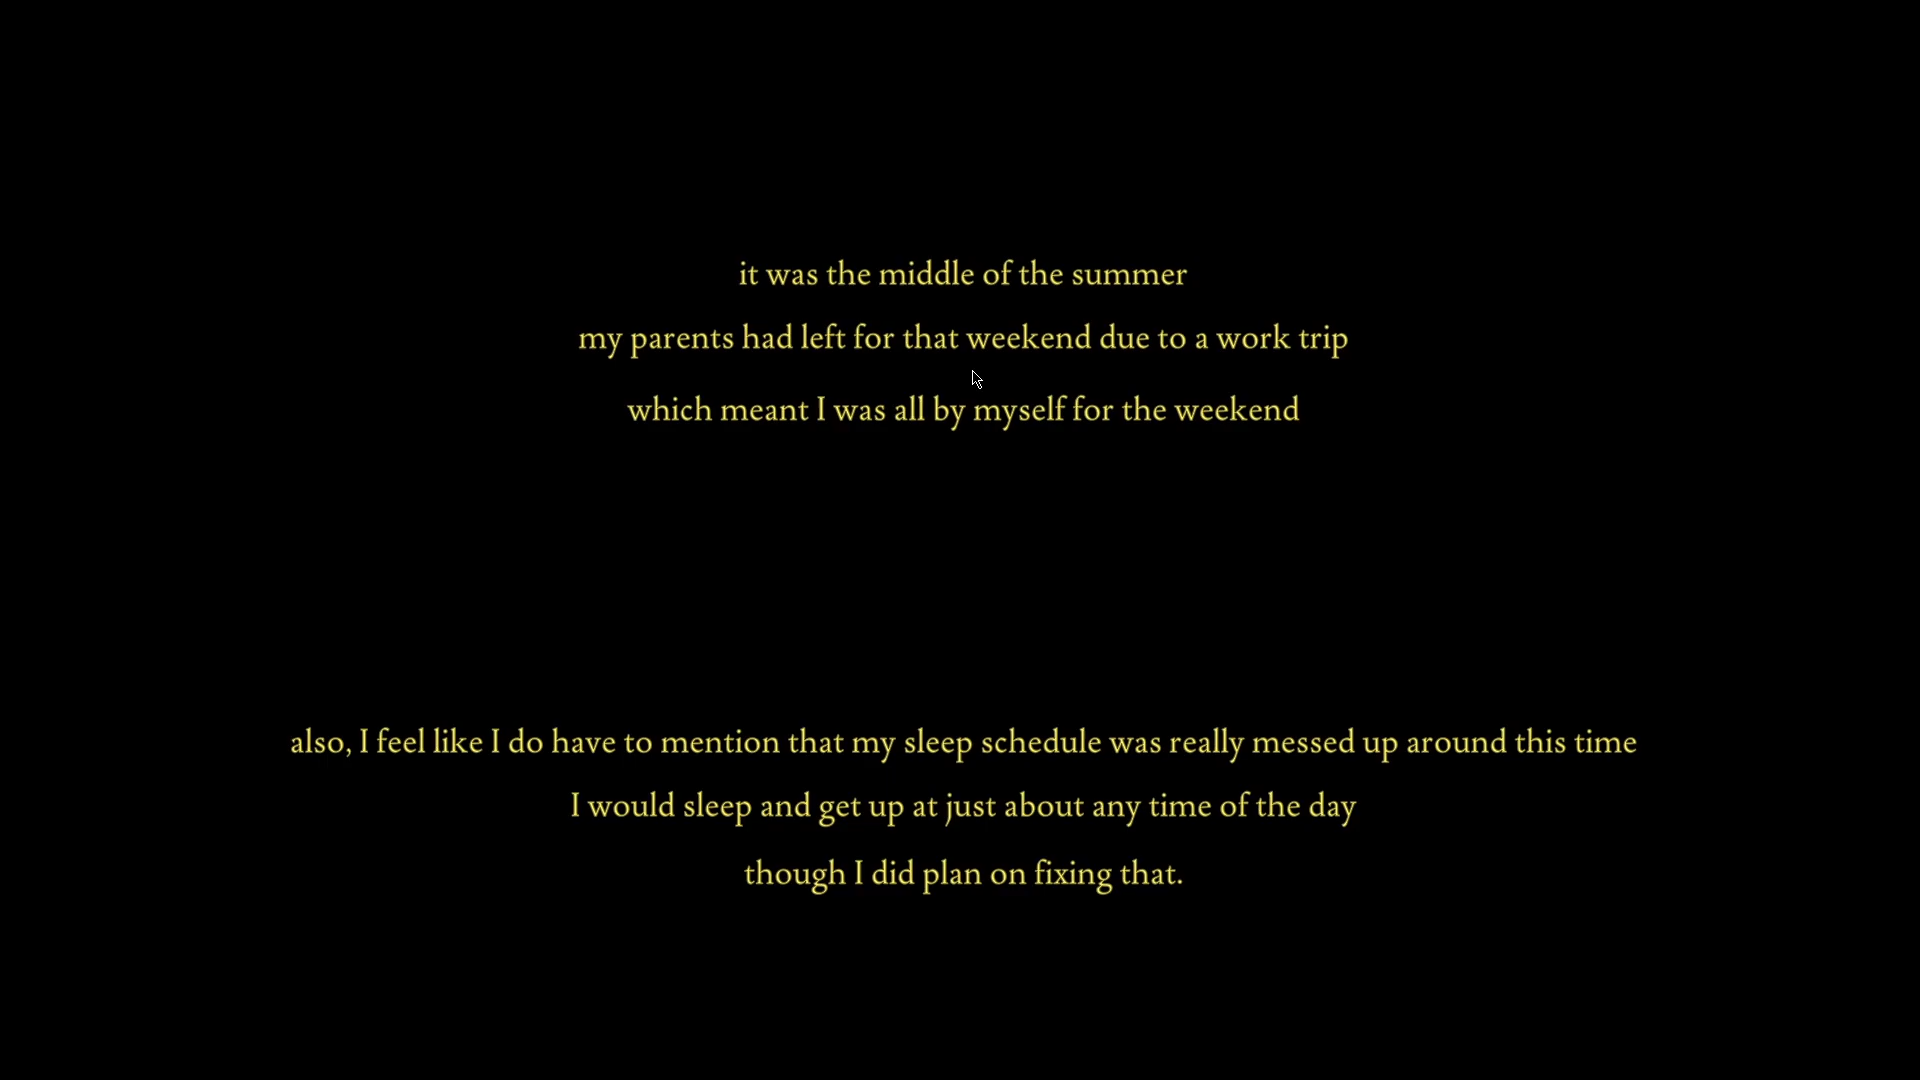 it was the middle of the summer
my parents had left for that weekend due to a work trip
which meant I was all by myself for the weekend
also, I feel like I do have to mention that my sleep schedule was really messed up around this time
I would sleep and get up at just about any time of the day
though I did plan on fixing that.